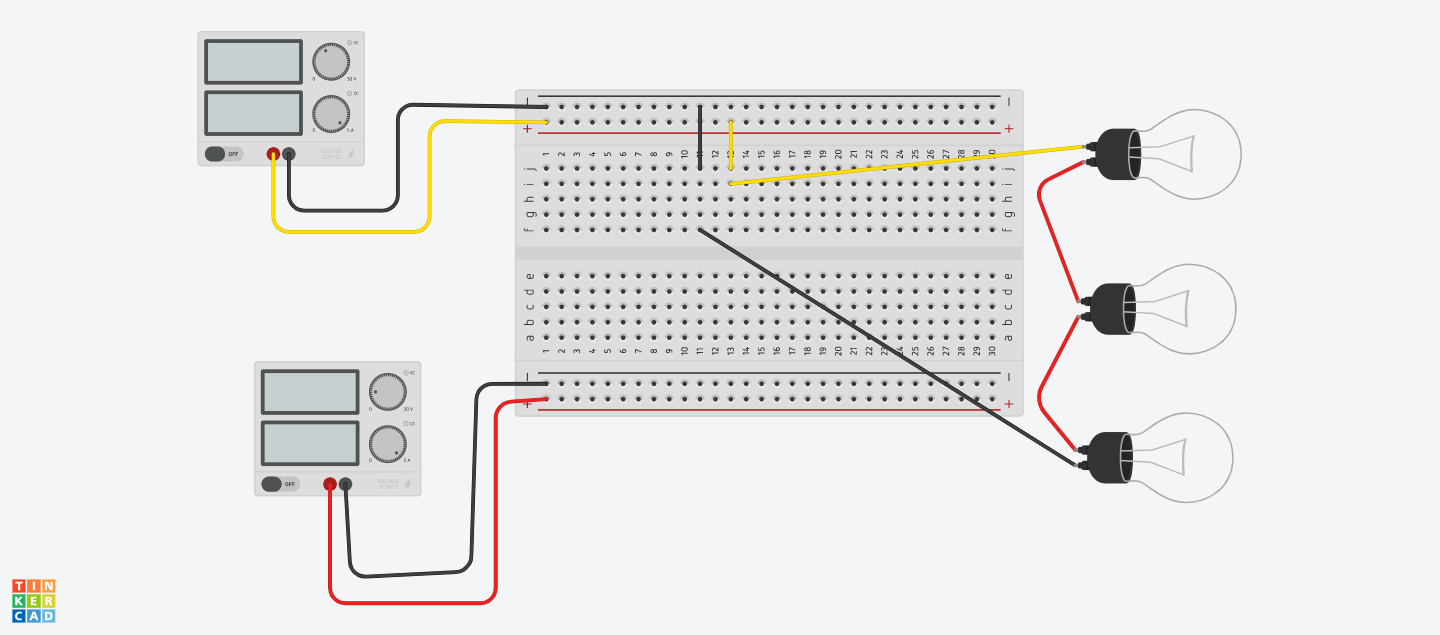 VC
0 30 V
CC
0 5 A
OFF
VOLTAGE
SUPPLY
− −
+ +
1 2 3 4 5 6 7 8 9 10 11 12 13 14 15 16 17 18 19 20 21 22 23 24 25 26 27 28 29 30
j j
i i
h h
g g
f f
e e
d d
c c
b b
a a
1 2 3 4 5 6 7 8 9 10 11 12 13 14 15 16 17 18 19 20 21 22 23 24 25 26 27 28 29 30
− −
+ +
VC
0 30 V
CC
0 5 A
OFF
VOLTAGE
SUPPLY
TIN
KER
CAD